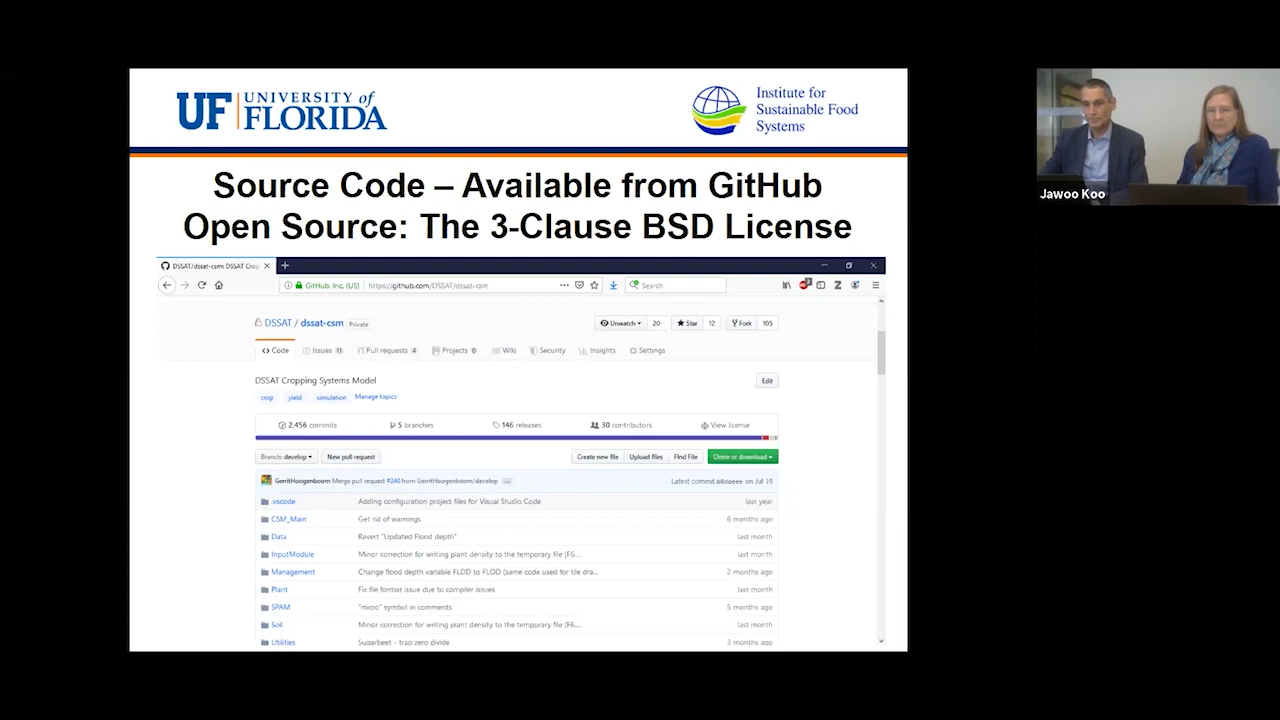 UF UNIVERSITY of FLORIDA
Institute for
Sustainable Food
Systems
Source Code – Available from GitHub
Open Source: The 3-Clause BSD License
DSSAT/dssat-csm: DSSAT Crop
GitHub, Inc. (US) https://github.com/DSSAT/dssat-csm Search
DSSAT / dssat-csm Private Unwatch 20 Star 12 Fork 105
Code Issues 11 Pull requests 4 Projects 0 Wiki Security Insights Settings
DSSAT Cropping Systems Model Edit
crop yield simulation Manage topics
2,456 commits 5 branches 146 releases 30 contributors View license
Branch: develop New pull request Create new file Upload files Find File Clone or download
GerritHoogenboom Merge pull request #240 from GerritHoogenboom/develop ... Latest commit on Jul 19
.vscode Adding configuration project files for Visual Studio Code last year
CSM_Main Get rid of warnings 6 months ago
Data Revert "Updated Flood depth" last month
InputModule Minor correction for writing plant density to the temporary file (F6... last month
Management Change flood depth variable FLDD to FLOD (same code used for tile dra... 2 months ago
Plant Fix file format issue due to compiler issues last month
SPAM "micro" symbol in comments 5 months ago
Soil Minor correction for writing plant density to the temporary file (F6... last month
Utilities Sugarbeet - trap zero divide 3 months ago
Jawoo Koo